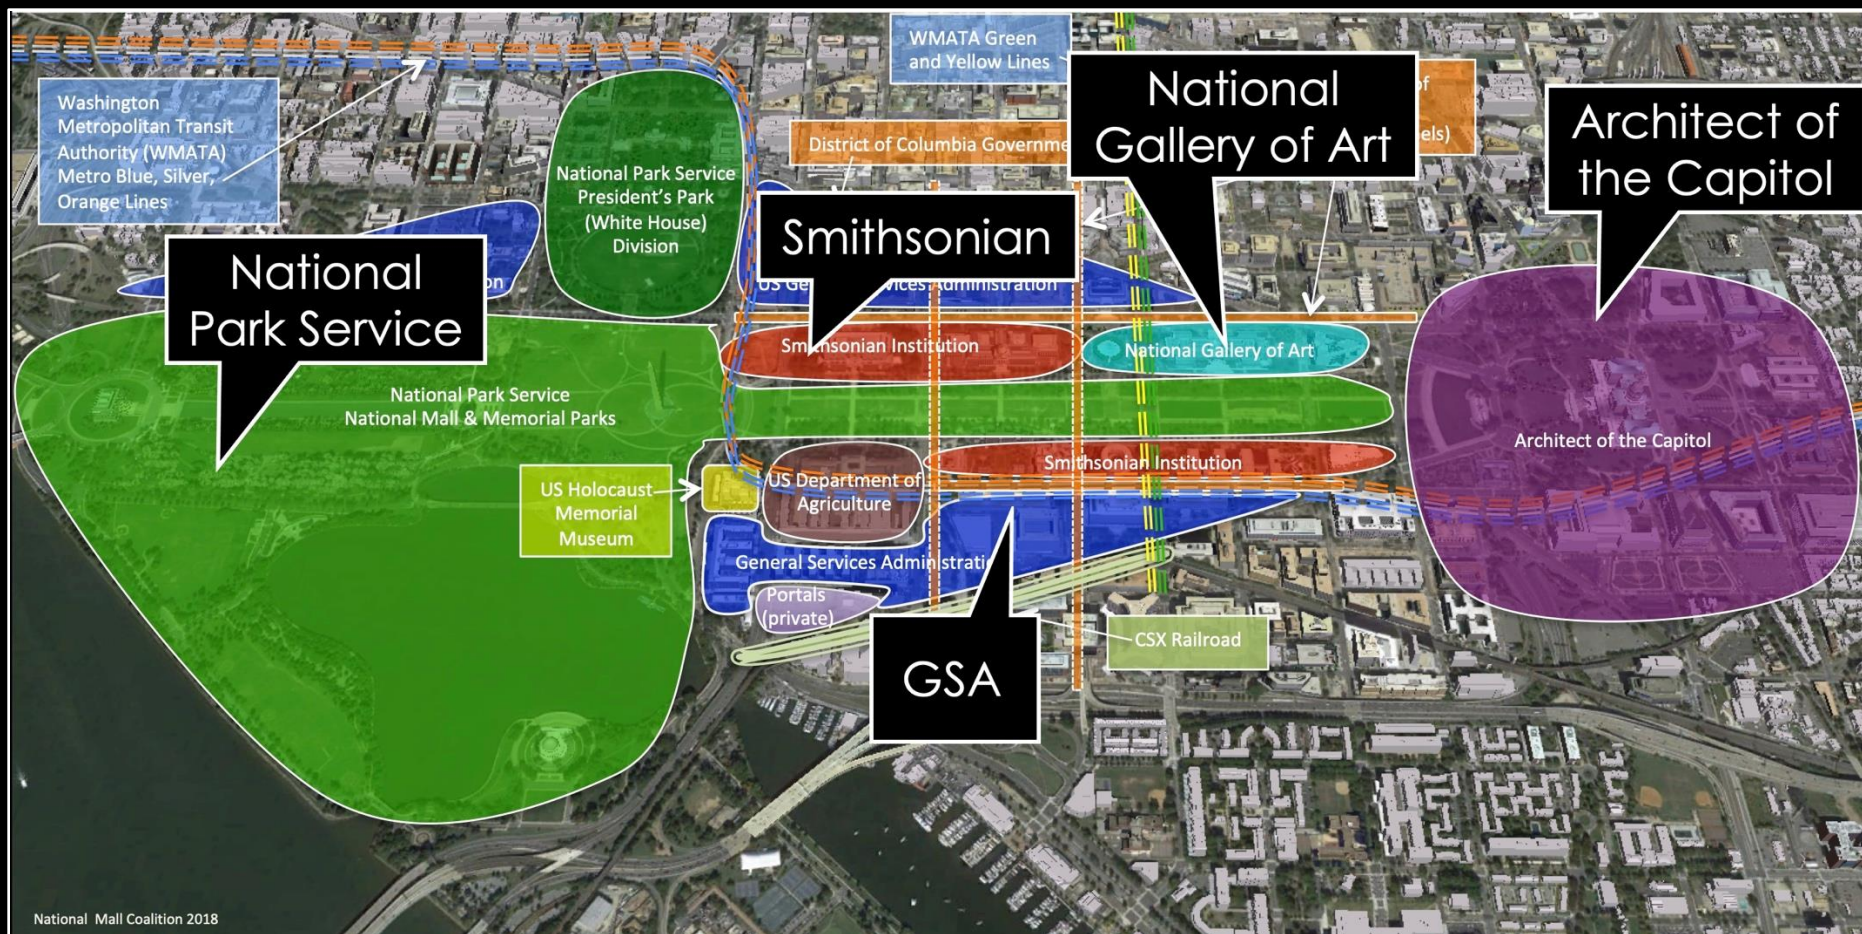 WMATA Green
and Yellow Lines
Washington
Metropolitan Transit
Authority (WMATA)
Metro Blue, Silver,
Orange Lines
National
Gallery of Art
of
Architect of
the Capitol
District of Columbia
National Park Service
President's Park
(White House)
Division
Smithsonian
National
Park Service
US Services Administration
Smithsonian Institution
National Gallery of Art
National Park Service
National Mall & Memorial Parks
Architect of the Capitol
Smithsonian Institution
US Holocaust
Memorial
Museum
US Department of
Agriculture
General Services
Portals
(private)
CSX Railroad
GSA
National Mall Coalition 2018